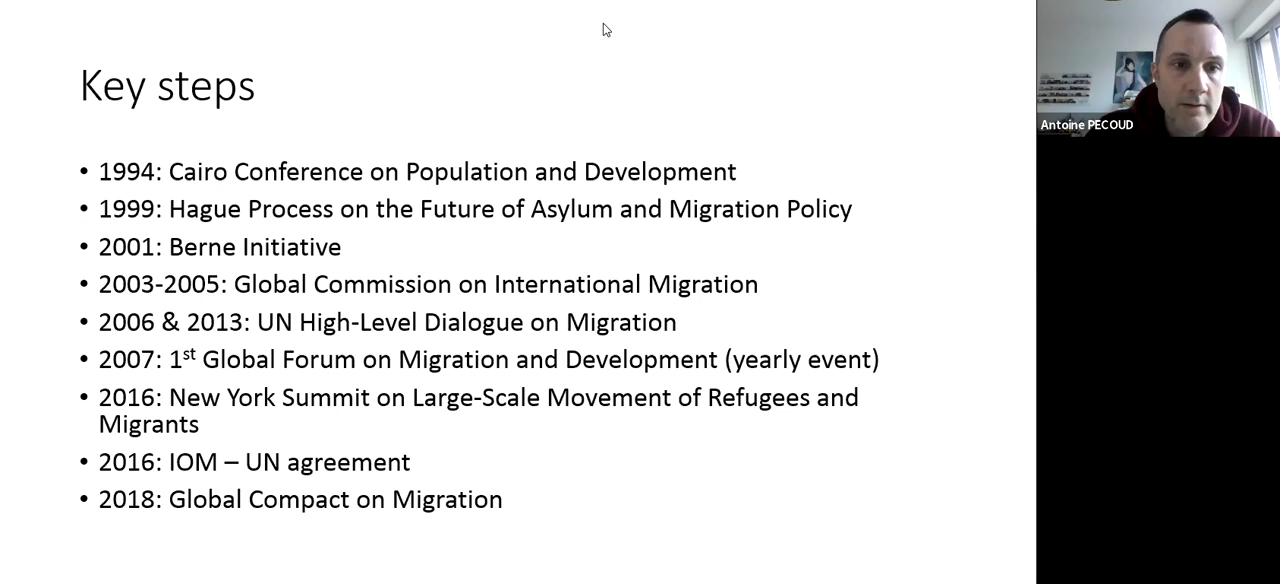 Key steps
• 1994: Cairo Conference on Population and Development
• 1999: Hague Process on the Future of Asylum and Migration Policy
• 2001: Berne Initiative
• 2003-2005: Global Commission on International Migration
• 2006 & 2013: UN High-Level Dialogue on Migration
• 2007: 1st Global Forum on Migration and Development (yearly event)
• 2016: New York Summit on Large-Scale Movement of Refugees and
Migrants
• 2016: IOM – UN agreement
• 2018: Global Compact on Migration
Antoine PECOUD